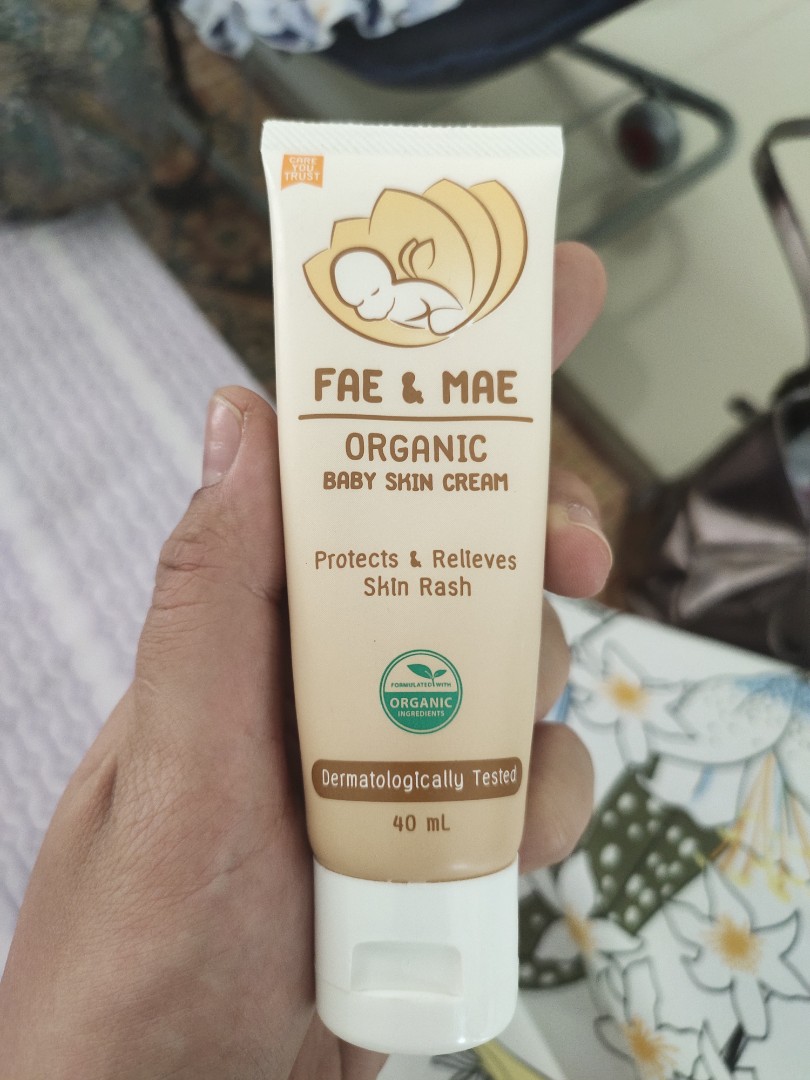 CARE
YOU
TRUST
FAE & MAE
ORGANIC
BABY SKIN CREAM
Protects & Relieves
Skin Rash
FORMULATED WITH
ORGANIC
INGREDIENTS
Dermatologically Tested
40 mL